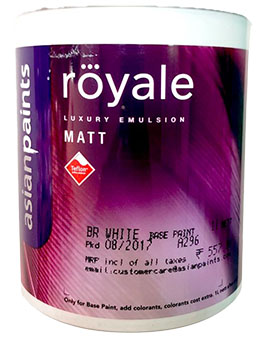 asianpaints
röyale
LUXURY EMULSION
MATT
Teflon
BR WHITE BASE PAINT
Pkd 08/2017 A296
MRP incl of all taxes ₹
email.customercare@asianpaints.com
Only for Base Paint, add colorants, colorants cost extra.